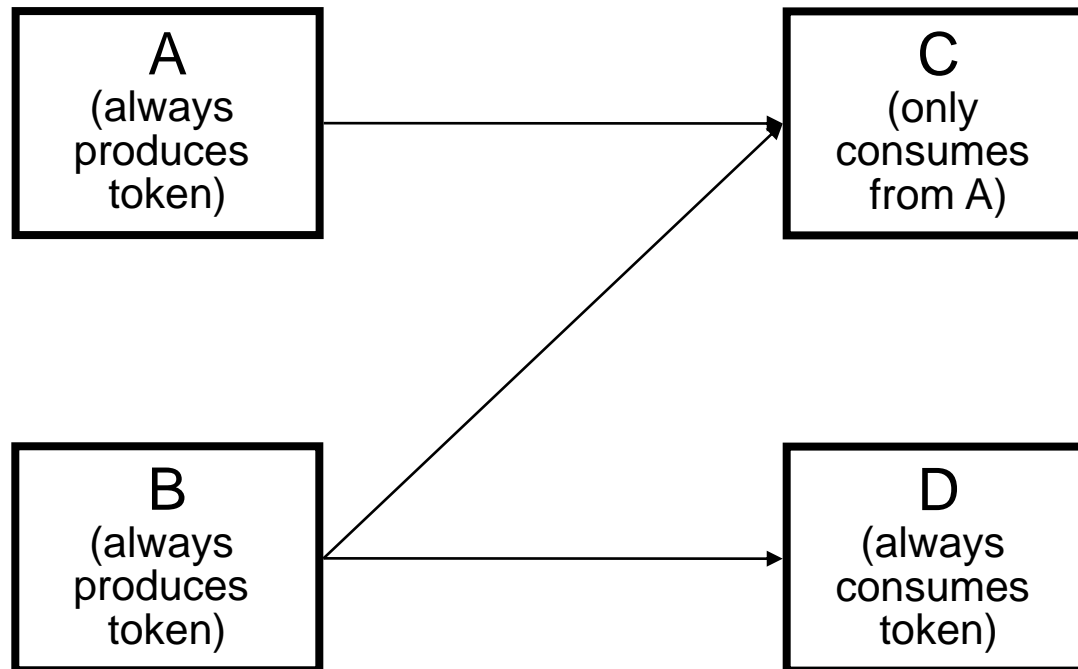 A
(always
produces
token)
C
(only
consumes
from A)
B
(always
produces
token)
D
(always
consumes
token)